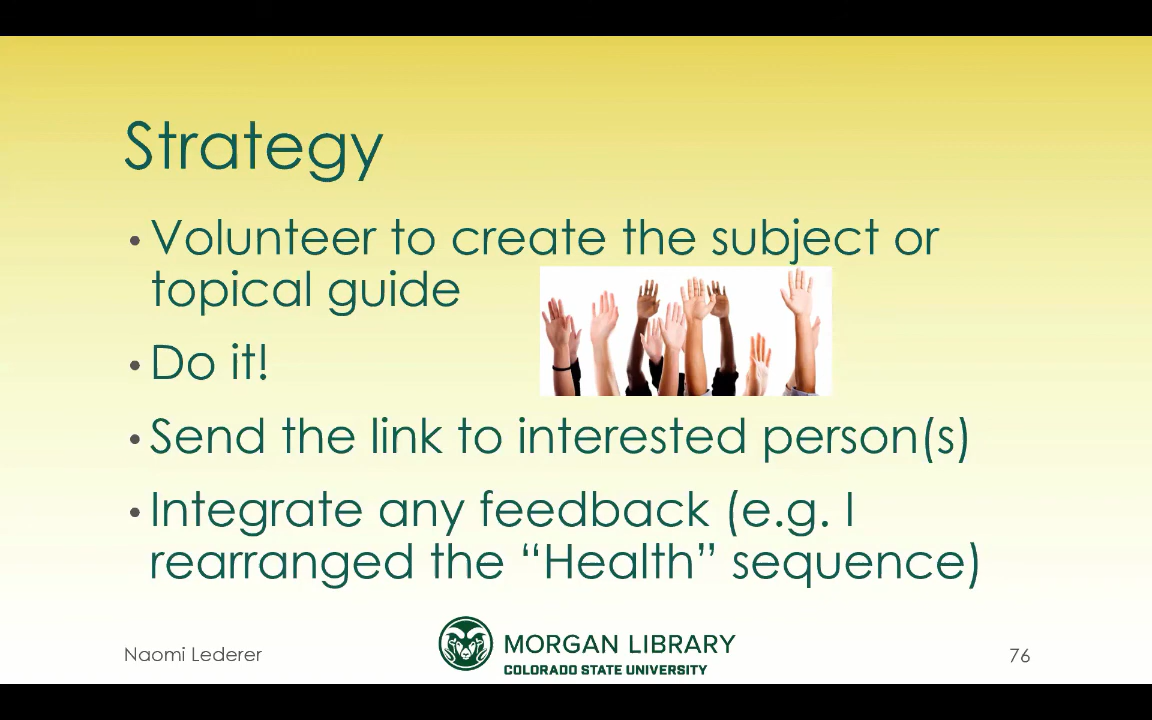 Strategy
• Volunteer to create the subject or
topical guide
• Do it!
• Send the link to interested person(s)
• Integrate any feedback (e.g. I
rearranged the “Health” sequence)
Naomi Lederer
MORGAN LIBRARY
COLORADO STATE UNIVERSITY
76